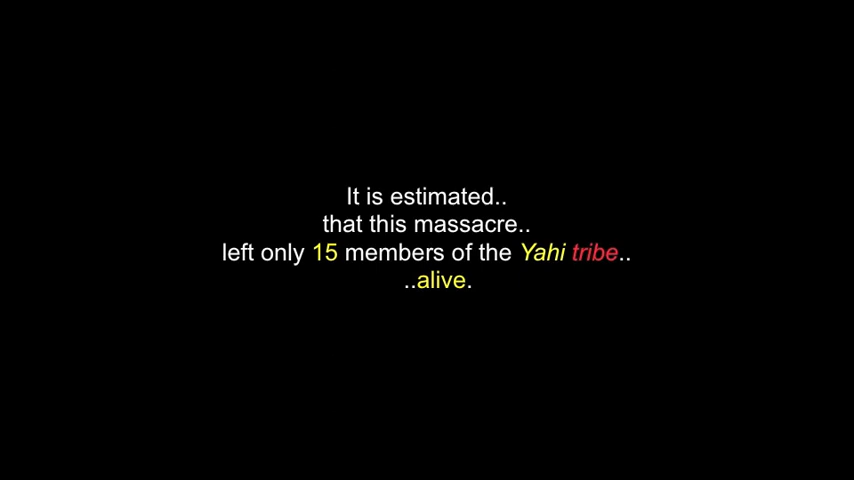 It is estimated..
that this massacre..
left only 15 members of the Yahi tribe..
..alive.